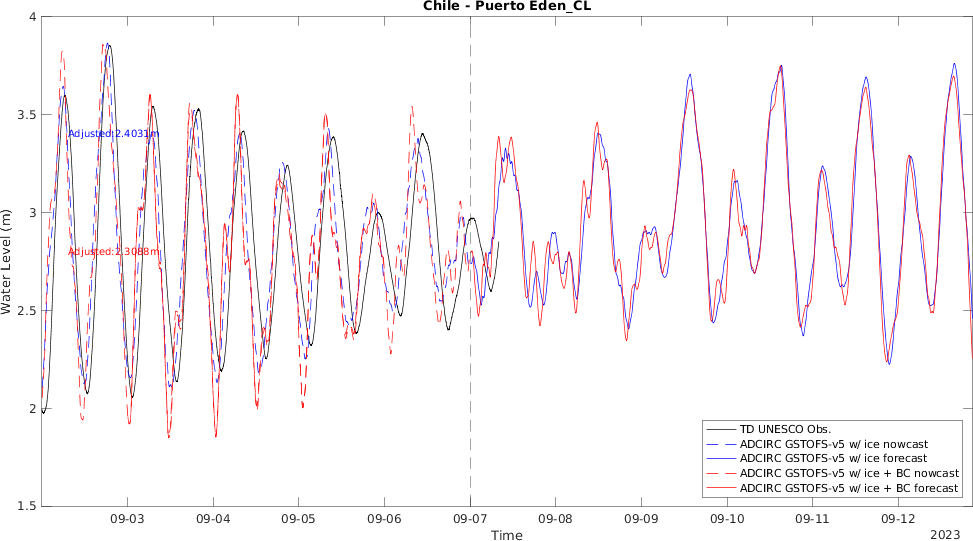 Chile - Puerto Eden_CL
4
3.5
3
2.5
2
1.5
Water Level (m)
Adjusted:2.4031m
Adjusted:2.3088m
TD UNESCO Obs.
ADCIRC GSTOFS-v5 w/ ice nowcast
ADCIRC GSTOFS-v5 w/ ice forecast
ADCIRC GSTOFS-v5 w/ ice + BC nowcast
ADCIRC GSTOFS-v5 w/ ice + BC forecast
09-03 09-04 09-05 09-06 09-07 09-08 09-09 09-10 09-11 09-12
Time
2023